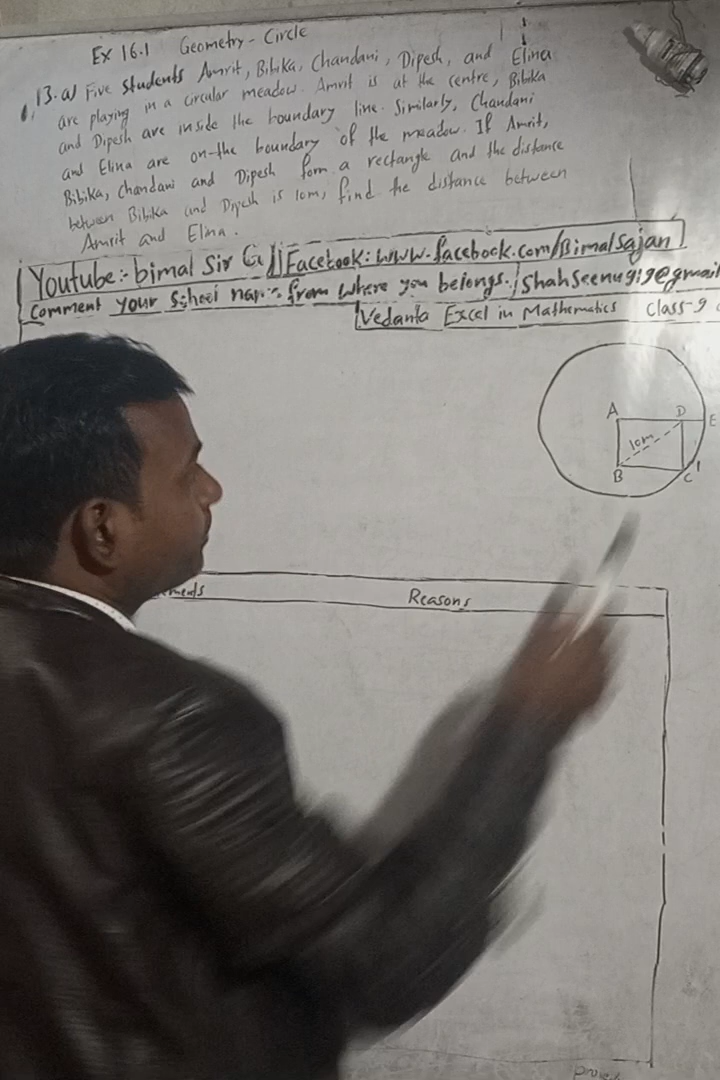 Ex 16.1 Geometry - Circle
13. a) Five Students Amrit, Bibika, Chandani, Dipesh, and Elina
are playing in a circular meadow. Amrit is at the centre, Bibika
and Dipesh are inside the boundary line. Similarly, Chandani
and Elina are on-the boundary of the meadow. If Amrit,
Bibika, Chandani and Dipesh form a rectangle and the distance
between Bibika and Dipesh is 10m, find the distance between
Amrit and Elina.
Youtube:- bimal Sir
Facebook: www.facebook.com/Bimalsajan
Comment your School name from where you belongs.
Vedanta Excel in Mathematics Class-9
A D E
10m
B C
Reasons